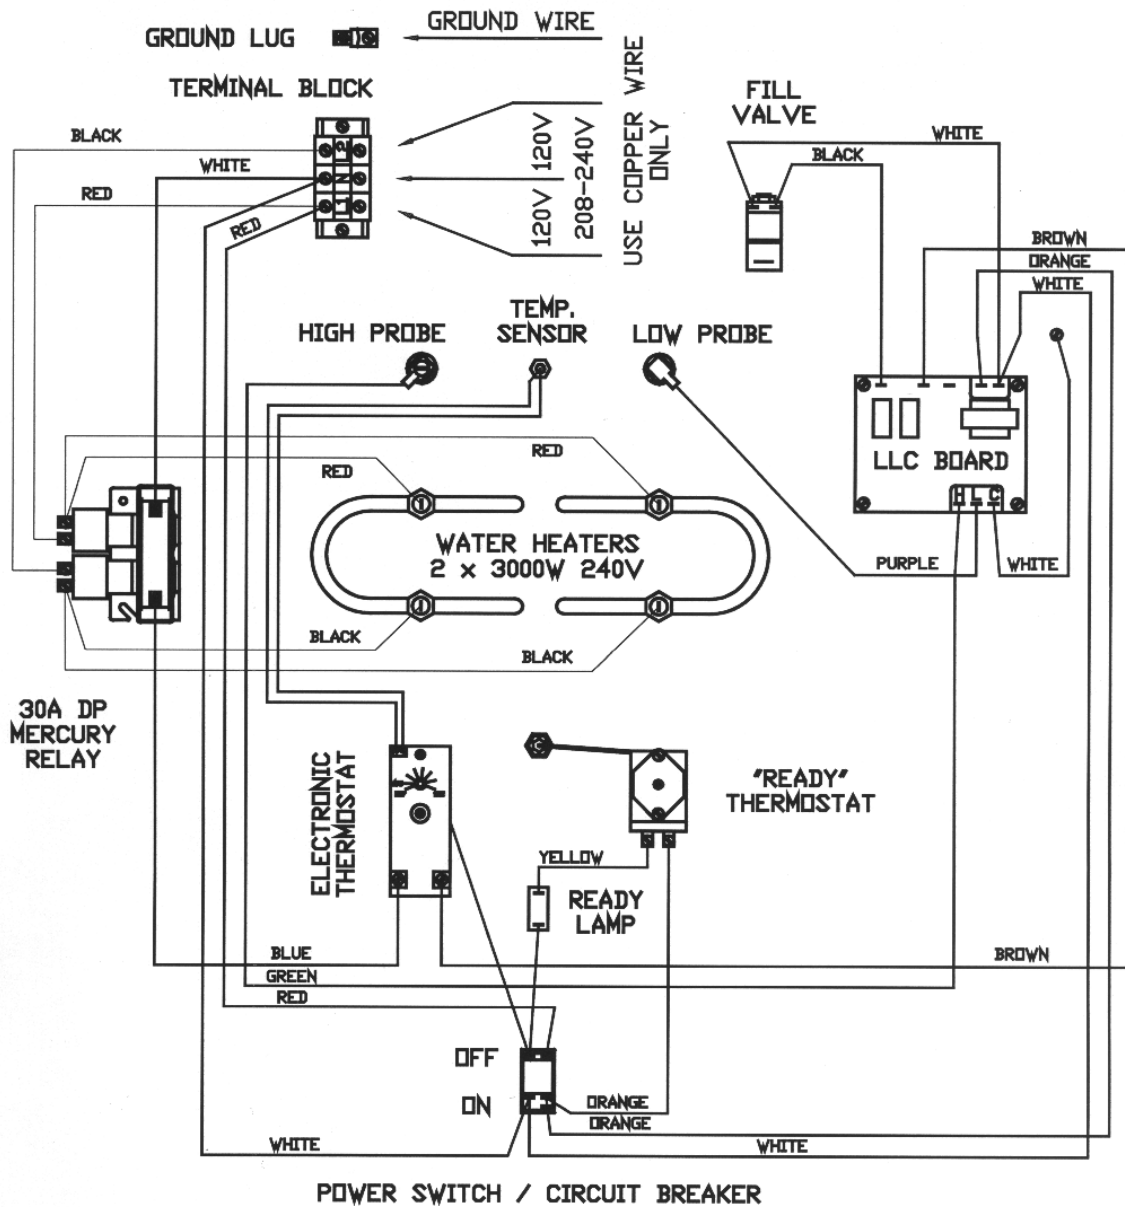 GROUND LUG
GROUND WIRE
TERMINAL BLOCK
BLACK
WHITE
RED
RED
L2
N
L1
120V 120V
208-240V
USE COPPER WIRE
ONLY
FILL
VALVE
WHITE
BLACK
BROWN
ORANGE
WHITE
HIGH PROBE
TEMP.
SENSOR
LOW PROBE
RED
RED
LLC BOARD
H L C
WATER HEATERS
2 x 3000W 240V
PURPLE
WHITE
BLACK
BLACK
30A DP
MERCURY
RELAY
ELECTRONIC
THERMOSTAT
"READY"
THERMOSTAT
YELLOW
READY
LAMP
BLUE
GREEN
RED
BROWN
OFF
ON
ORANGE
ORANGE
WHITE
WHITE
POWER SWITCH / CIRCUIT BREAKER